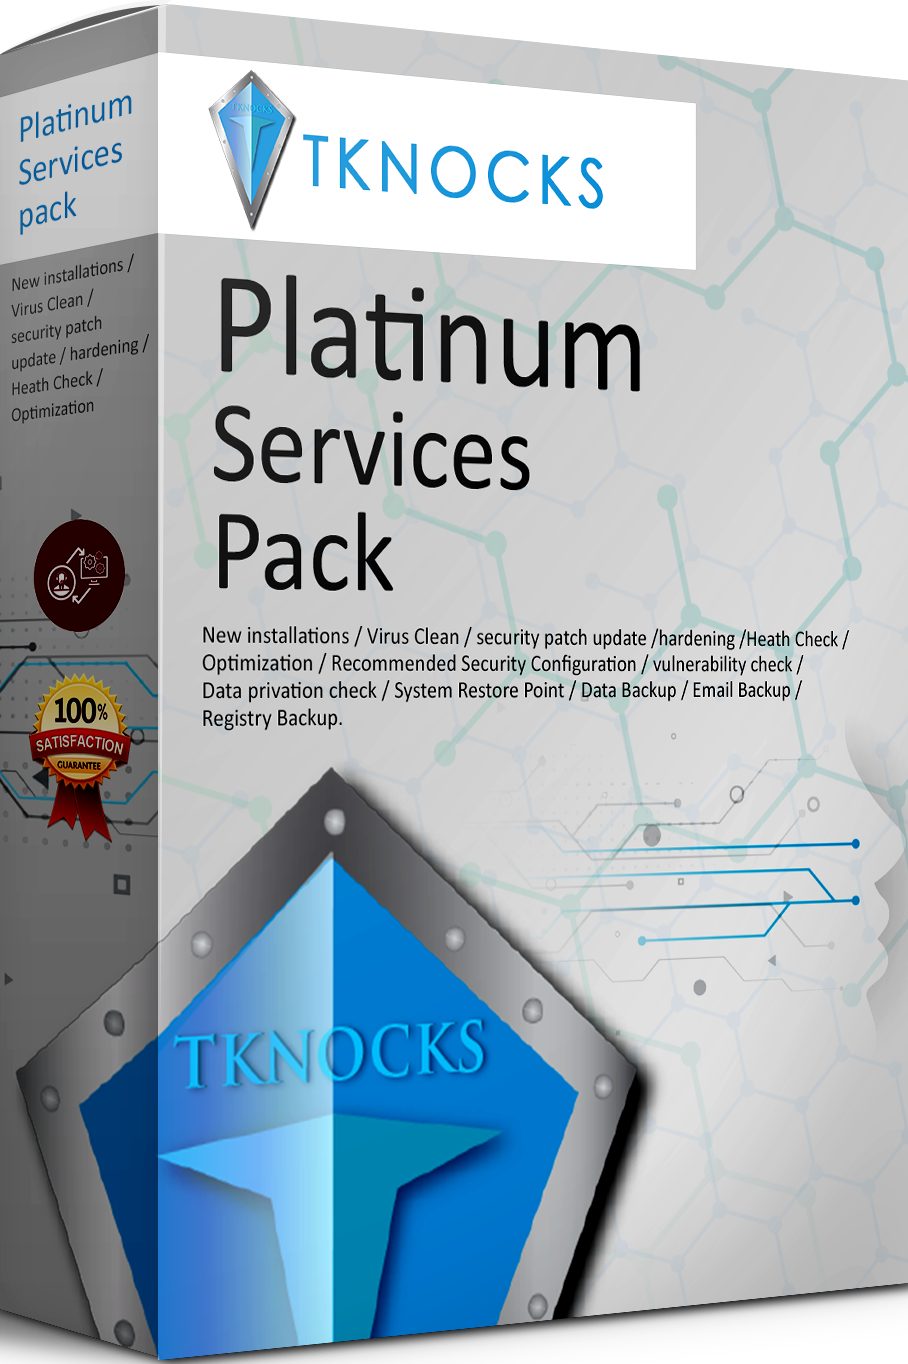 Platinum
Services
pack
New installations /
Virus Clean /
security patch
update / hardening /
Heath Check /
Optimization
100%
SATISFACTION
GUARANTEE
TKNOCKS
TKNOCKS
Platinum
Services
Pack
New installations / Virus Clean / security patch update /hardening /Heath Check /
Optimization / Recommended Security Configuration / vulnerability check /
Data privation check / System Restore Point / Data Backup / Email Backup /
Registry Backup.
TKNOCKS